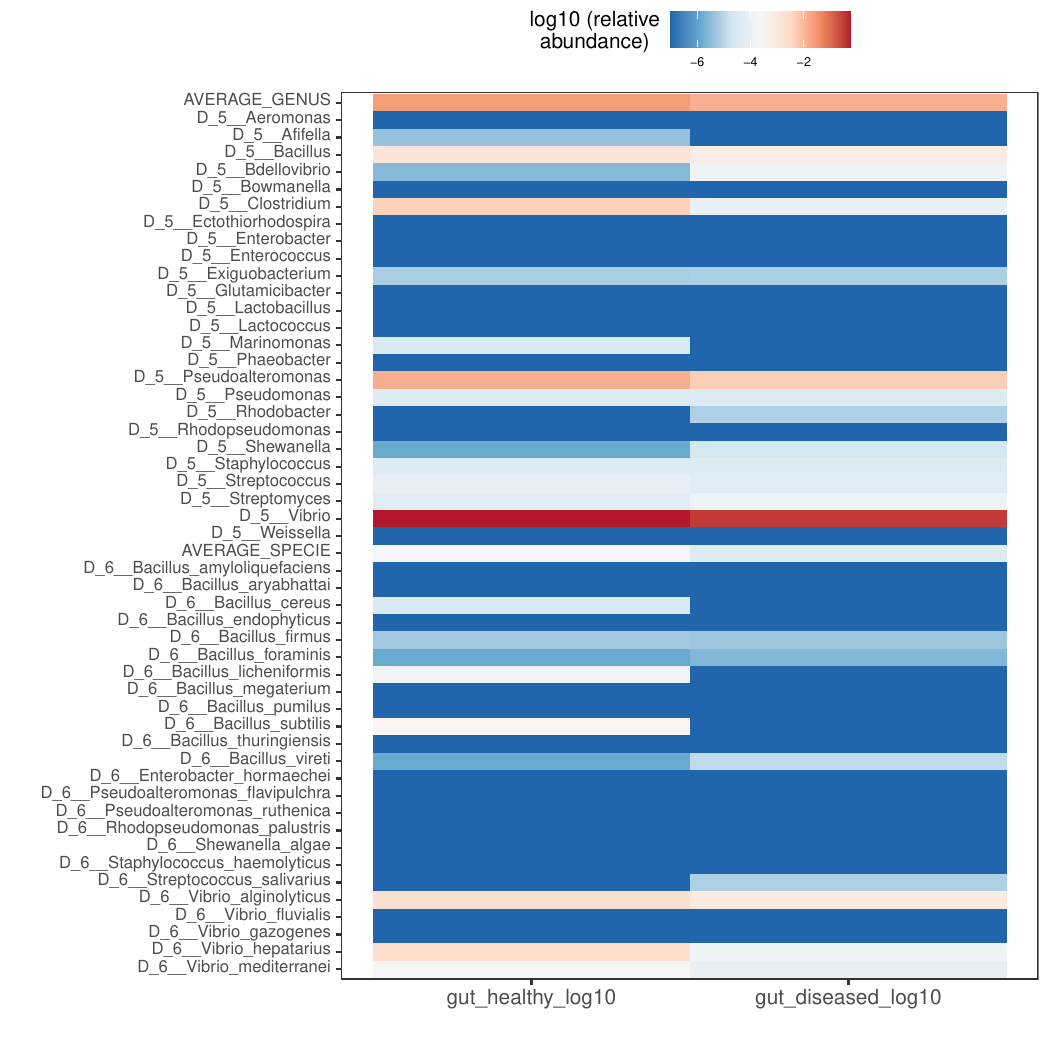 log10 (relative
abundance)
−6
−4
−2
AVERAGE_GENUS
D_5__Aeromonas
D_5__Afifella
D_5__Bacillus
D_5__Bdellovibrio
D_5__Bowmanella
D_5__Clostridium
D_5__Ectothiorhodospira
D_5__Enterobacter
D_5__Enterococcus
D_5__Exiguobacterium
D_5__Glutamicibacter
D_5__Lactobacillus
D_5__Lactococcus
D_5__Marinomonas
D_5__Phaeobacter
D_5__Pseudoalteromonas
D_5__Pseudomonas
D_5__Rhodobacter
D_5__Rhodopseudomonas
D_5__Shewanella
D_5__Staphylococcus
D_5__Streptococcus
D_5__Streptomyces
D_5__Vibrio
D_5__Weissella
AVERAGE_SPECIE
D_6__Bacillus_amyloliquefaciens
D_6__Bacillus_aryabhattai
D_6__Bacillus_cereus
D_6__Bacillus_endophyticus
D_6__Bacillus_firmus
D_6__Bacillus_foraminis
D_6__Bacillus_licheniformis
D_6__Bacillus_megaterium
D_6__Bacillus_pumilus
D_6__Bacillus_subtilis
D_6__Bacillus_thuringiensis
D_6__Bacillus_vireti
D_6__Enterobacter_hormaechei
D_6__Pseudoalteromonas_flavipulchra
D_6__Pseudoalteromonas_ruthenica
D_6__Rhodopseudomonas_palustris
D_6__Shewanella_algae
D_6__Staphylococcus_haemolyticus
D_6__Streptococcus_salivarius
D_6__Vibrio_alginolyticus
D_6__Vibrio_fluvialis
D_6__Vibrio_gazogenes
D_6__Vibrio_hepatarius
D_6__Vibrio_mediterranei
gut_healthy_log10
gut_diseased_log10